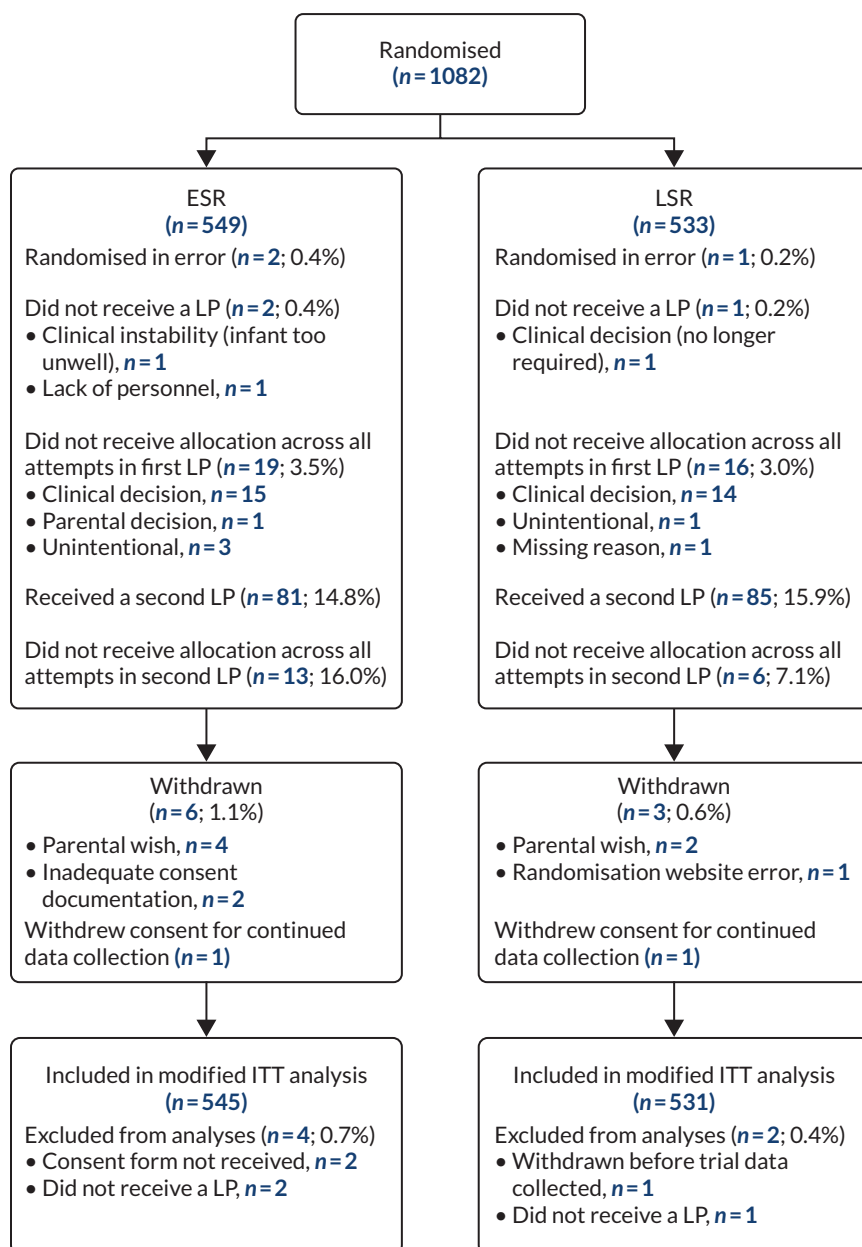 Randomised
(n=1082)
ESR
(n=549)
Randomised in error (n=2; 0.4%)
Did not receive a LP (n=2; 0.4%)
• Clinical instability (infant too
unwell), n=1
• Lack of personnel, n=1
Did not receive allocation across all
attempts in first LP (n=19; 3.5%)
• Clinical decision, n=15
• Parental decision, n=1
• Unintentional, n=3
Received a second LP (n=81; 14.8%)
Did not receive allocation across all
attempts in second LP (n=13; 16.0%)
LSR
(n=533)
Randomised in error (n=1; 0.2%)
Did not receive a LP (n=1; 0.2%)
• Clinical decision (no longer
required), n=1
Did not receive allocation across all
attempts in first LP (n=16; 3.0%)
• Clinical decision, n=14
• Unintentional, n=1
• Missing reason, n=1
Received a second LP (n=85; 15.9%)
Did not receive allocation across all
attempts in second LP (n=6; 7.1%)
Withdrawn
(n=6; 1.1%)
• Parental wish, n=4
• Inadequate consent
documentation, n=2
Withdrew consent for continued
data collection (n=1)
Withdrawn
(n=3; 0.6%)
• Parental wish, n=2
• Randomisation website error, n=1
Withdrew consent for continued
data collection (n=1)
Included in modified ITT analysis
(n=545)
Excluded from analyses (n=4; 0.7%)
• Consent form not received, n=2
• Did not receive a LP, n=2
Included in modified ITT analysis
(n=531)
Excluded from analyses (n=2; 0.4%)
• Withdrawn before trial data
collected, n=1
• Did not receive a LP, n=1